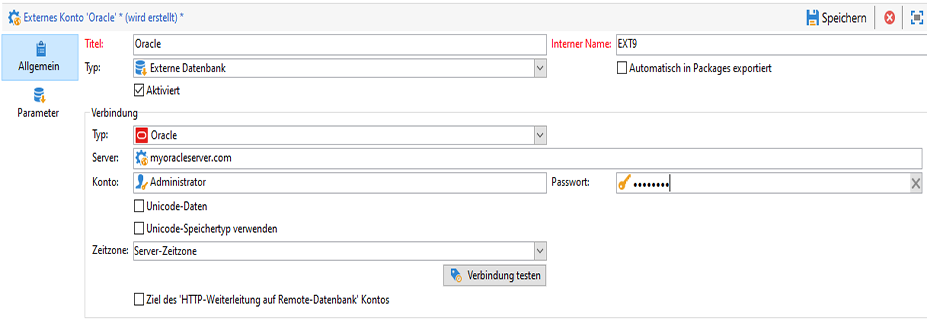 Externes Konto 'Oracle' * (wird erstellt) *
Speichern
Allgemein
Parameter
Titel: Oracle Interner Name: EXT9
Typ: Externe Datenbank Automatisch in Packages exportiert
Aktiviert
Verbindung
Typ: Oracle
Server: myoracleserver.com
Konto: Administrator Passwort: ••••••••
Unicode-Daten
Unicode-Speichertyp verwenden
Zeitzone: Server-Zeitzone
Verbindung testen
Ziel des 'HTTP-Weiterleitung auf Remote-Datenbank' Kontos